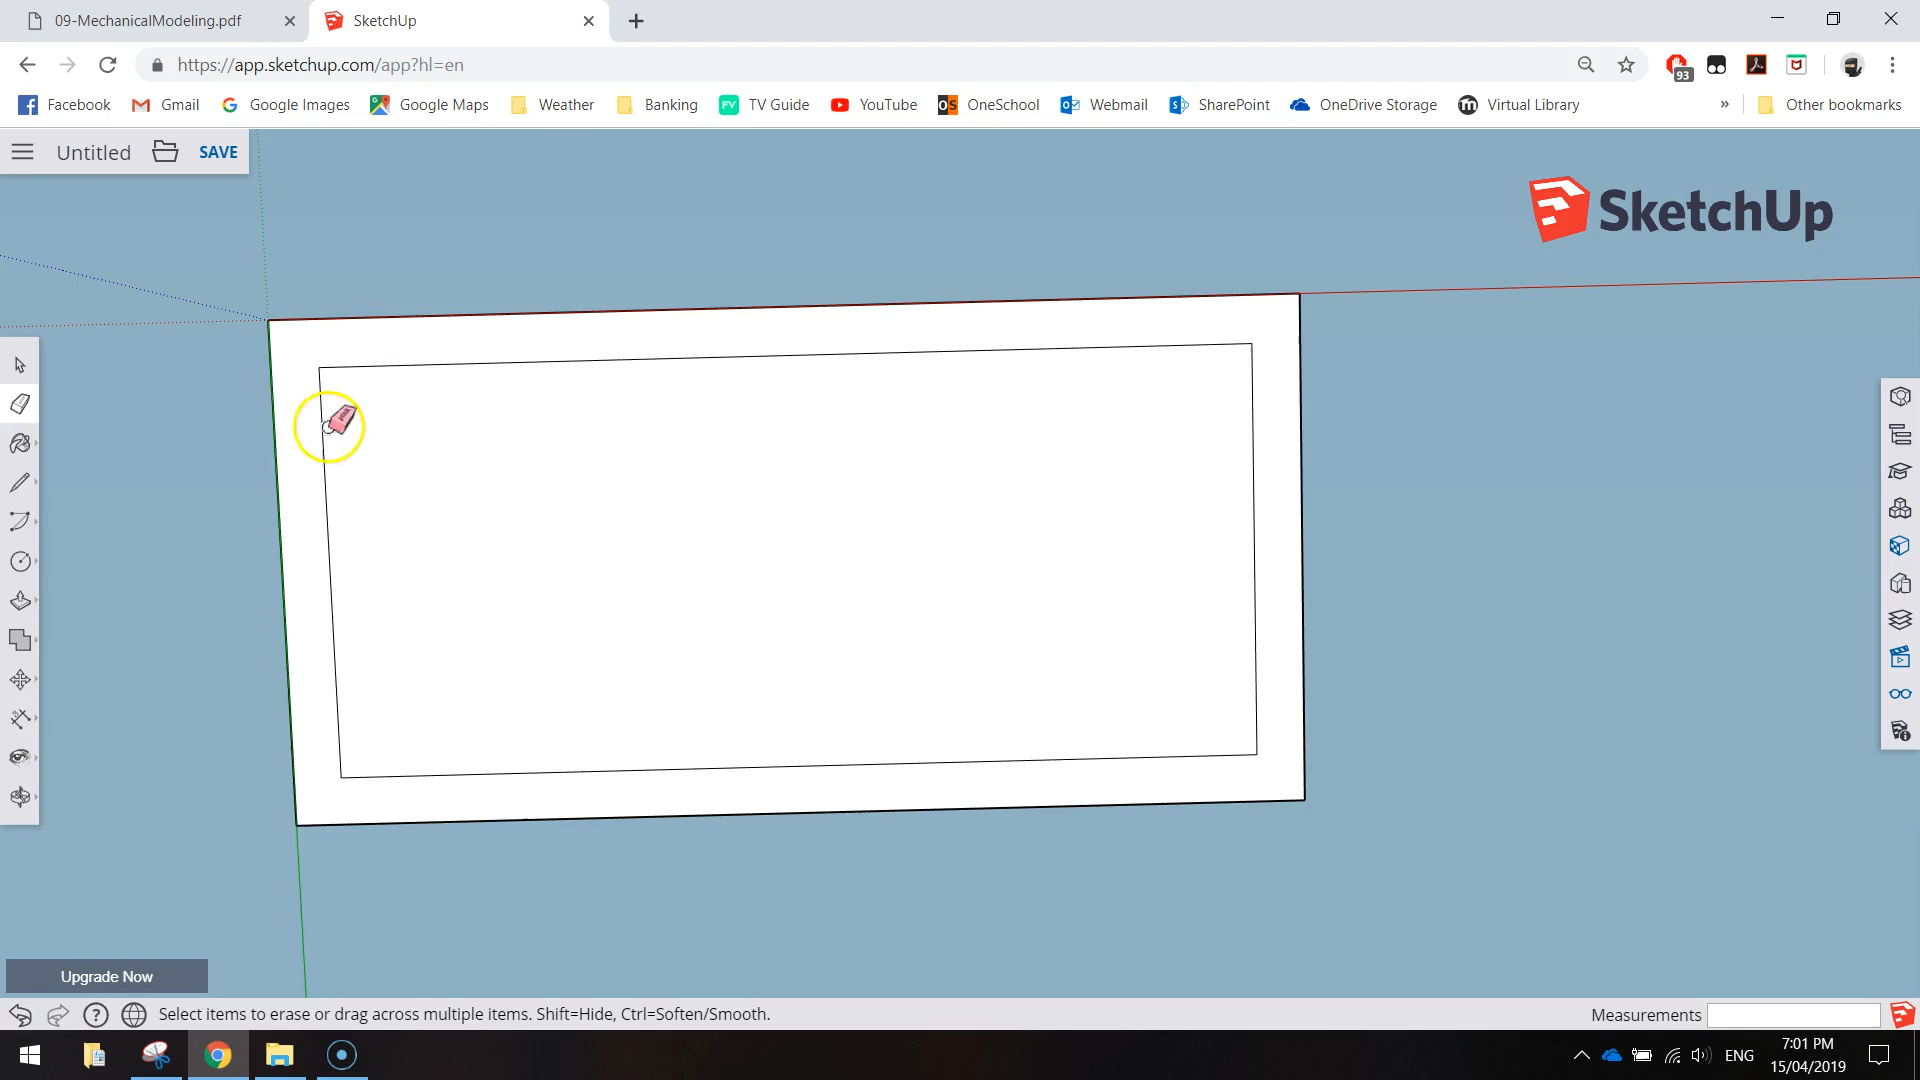 09-MechanicalModeling.pdf
SketchUp
https://app.sketchup.com/app?hl=en
93
Facebook Gmail Google Images Google Maps Weather Banking TV Guide YouTube OneSchool Webmail SharePoint OneDrive Storage Virtual Library » Other bookmarks
Untitled SAVE
SketchUp
Upgrade Now
Select items to erase or drag across multiple items. Shift=Hide, Ctrl=Soften/Smooth.
Measurements
ENG
7:01 PM
15/04/2019